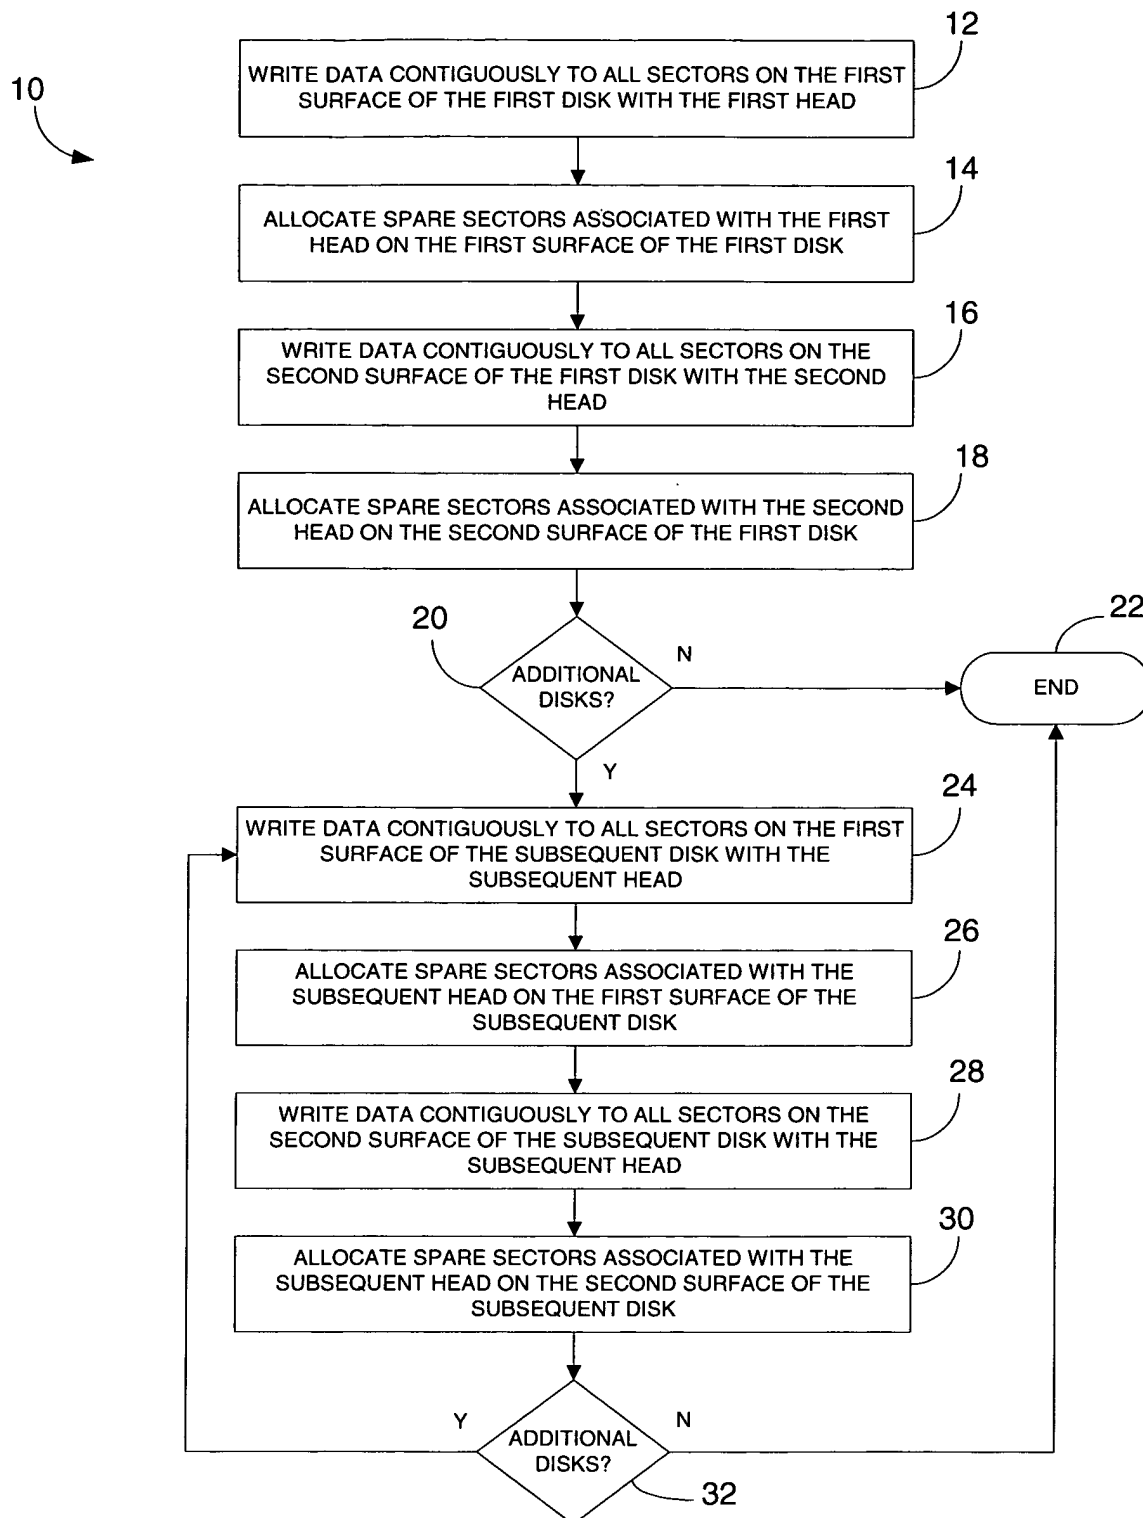 10
12
WRITE DATA CONTIGUOUSLY TO ALL SECTORS ON THE FIRST
SURFACE OF THE FIRST DISK WITH THE FIRST HEAD
14
ALLOCATE SPARE SECTORS ASSOCIATED WITH THE FIRST
HEAD ON THE FIRST SURFACE OF THE FIRST DISK
16
WRITE DATA CONTIGUOUSLY TO ALL SECTORS ON THE
SECOND SURFACE OF THE FIRST DISK WITH THE SECOND
HEAD
18
ALLOCATE SPARE SECTORS ASSOCIATED WITH THE SECOND
HEAD ON THE SECOND SURFACE OF THE FIRST DISK
20
ADDITIONAL
DISKS?
N
22
END
Y
24
WRITE DATA CONTIGUOUSLY TO ALL SECTORS ON THE FIRST
SURFACE OF THE SUBSEQUENT DISK WITH THE
SUBSEQUENT HEAD
26
ALLOCATE SPARE SECTORS ASSOCIATED WITH THE
SUBSEQUENT HEAD ON THE FIRST SURFACE OF THE
SUBSEQUENT DISK
28
WRITE DATA CONTIGUOUSLY TO ALL SECTORS ON THE
SECOND SURFACE OF THE SUBSEQUENT DISK WITH THE
SUBSEQUENT HEAD
30
ALLOCATE SPARE SECTORS ASSOCIATED WITH THE
SUBSEQUENT HEAD ON THE SECOND SURFACE OF THE
SUBSEQUENT DISK
Y
ADDITIONAL
DISKS?
N
32